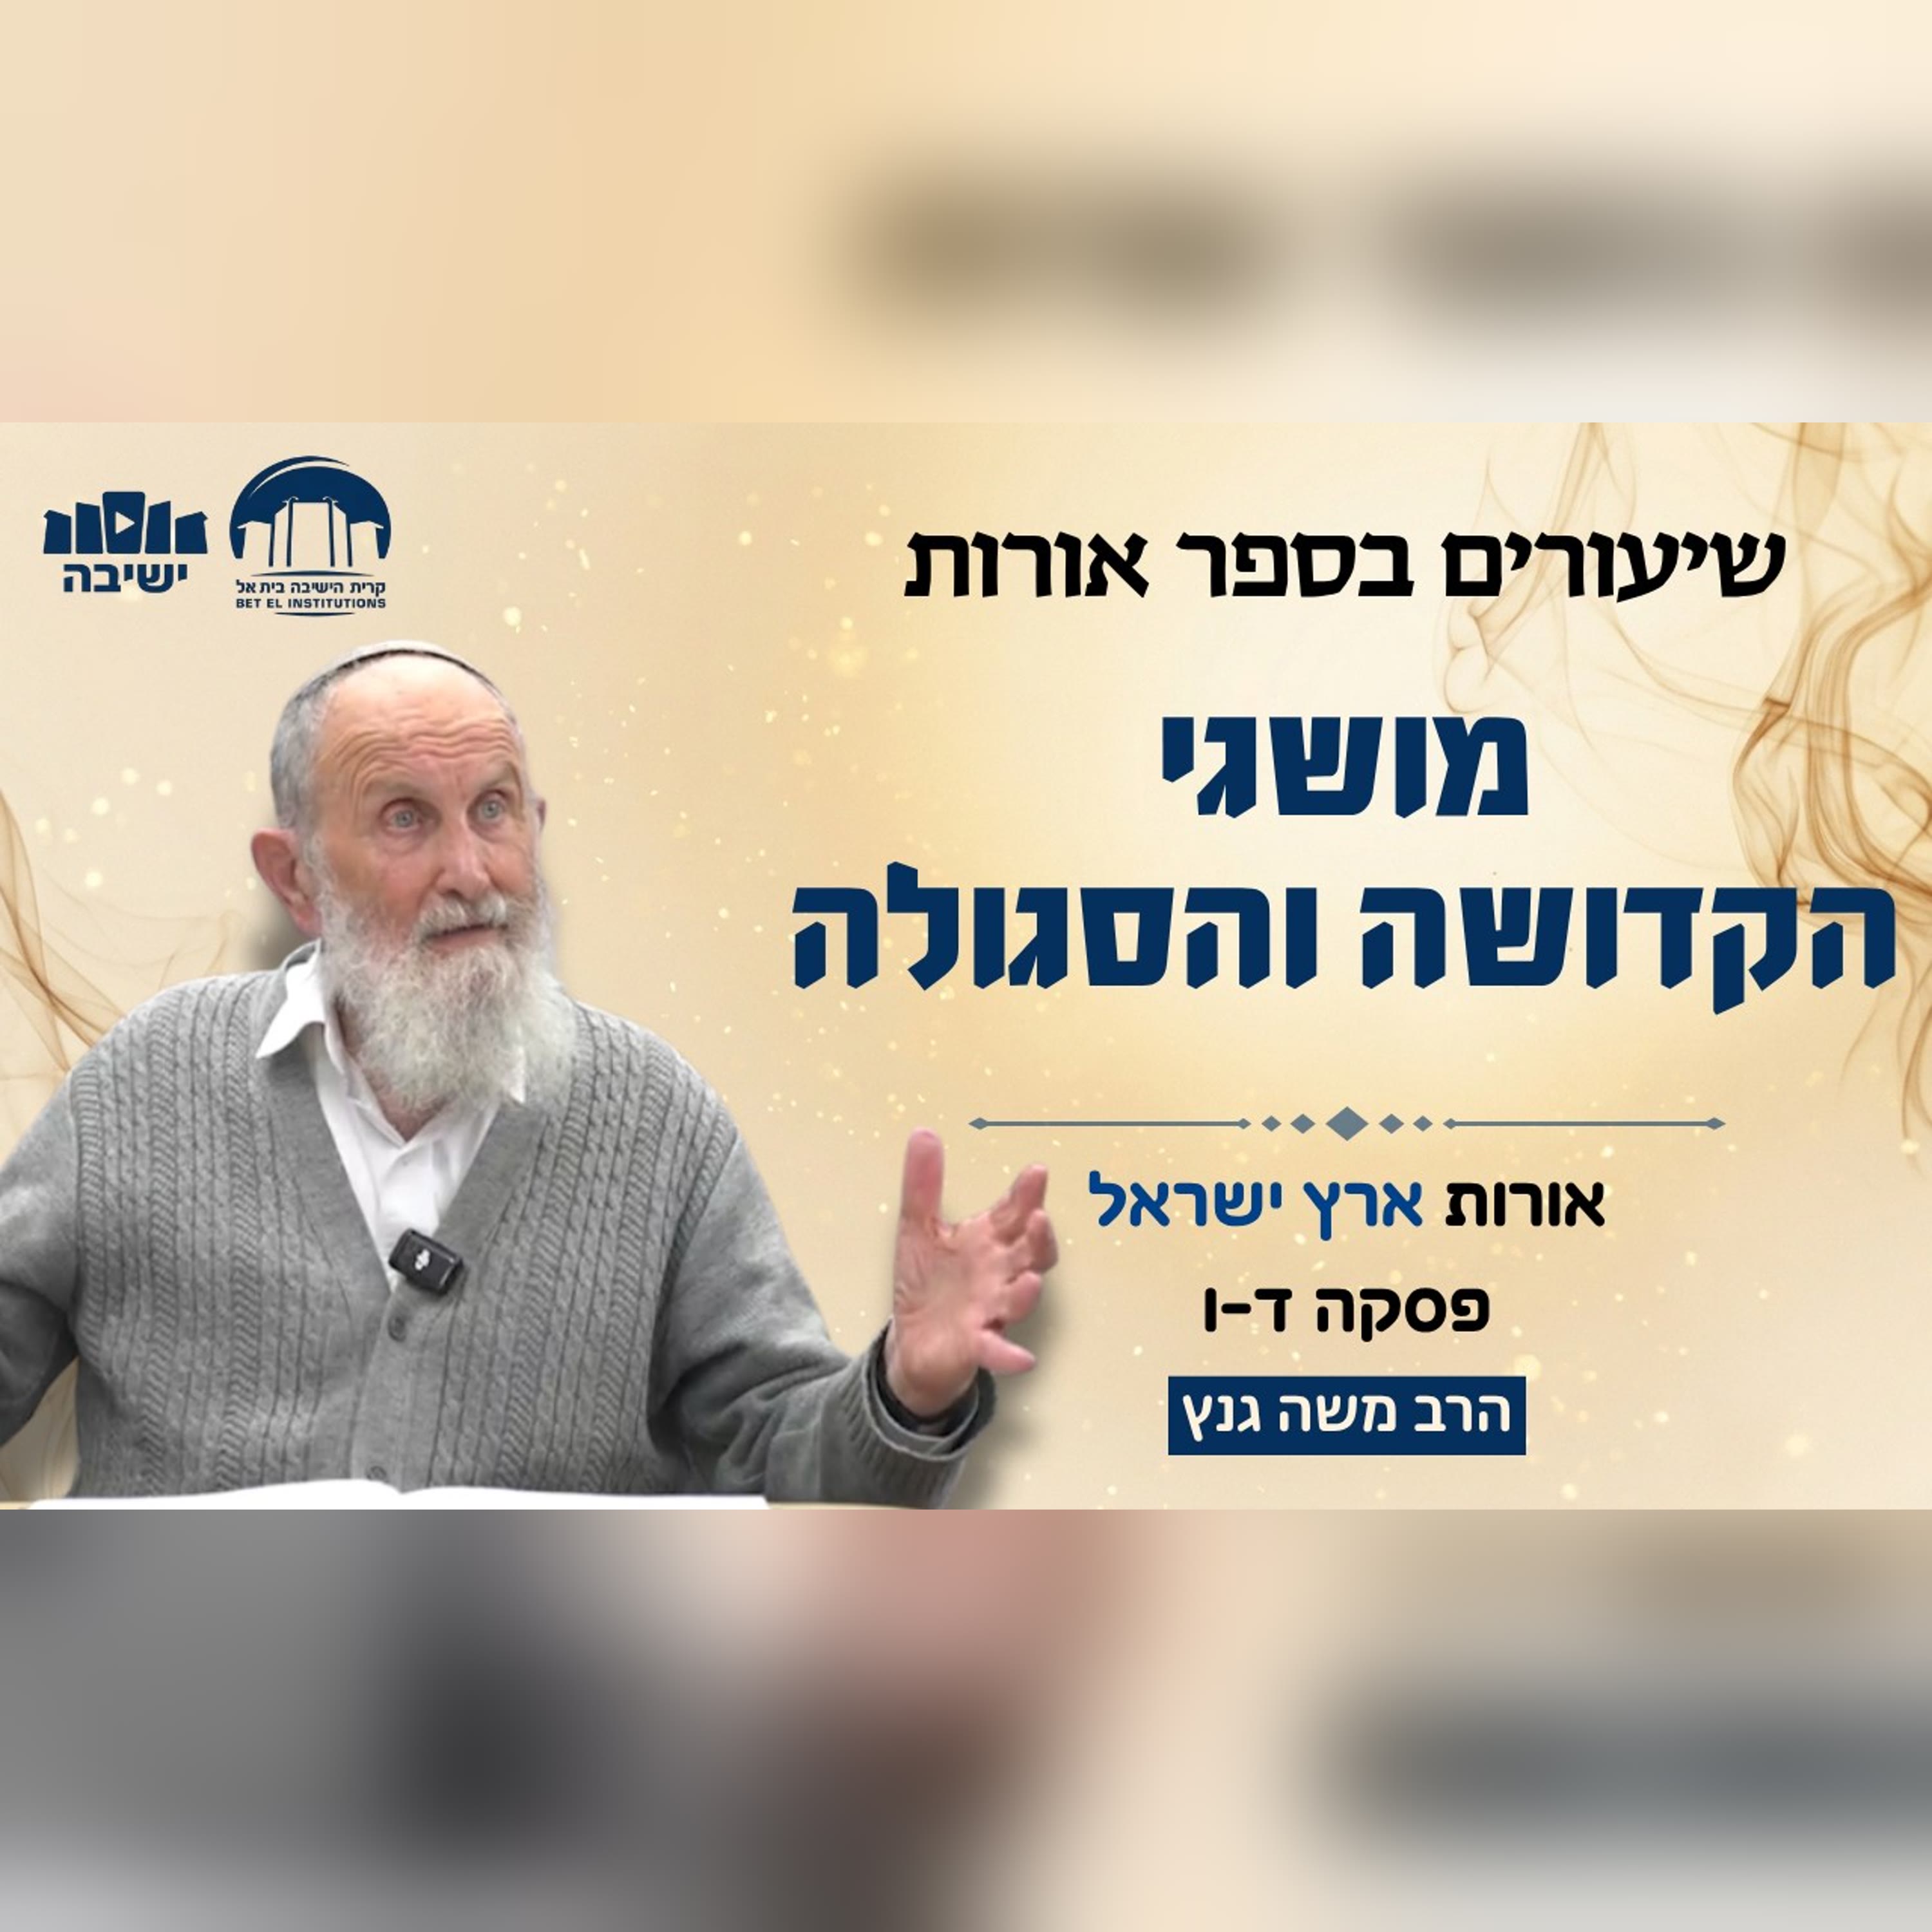 ישיבה
קרית הישיבה בית אל
BET EL INSTITUTIONS
שיעורים בספר אורות
מושגי
הקדושה והסגולה
אורות ארץ ישראל
פסקה ד-ו
הרב משה גנץ